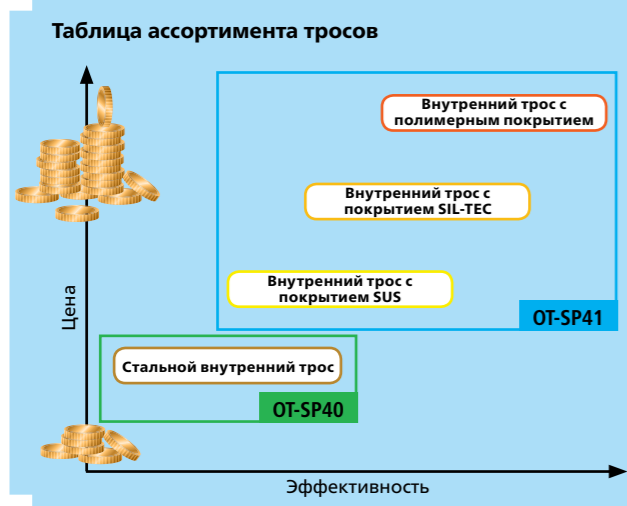 Таблица ассортимента тросов
Внутренний трос с
полимерным покрытием
Внутренний трос с
покрытием SIL-TEC
Внутренний трос с
покрытием SUS
OT-SP41
Цена
Стальной внутренний трос
OT-SP40
Эффективность